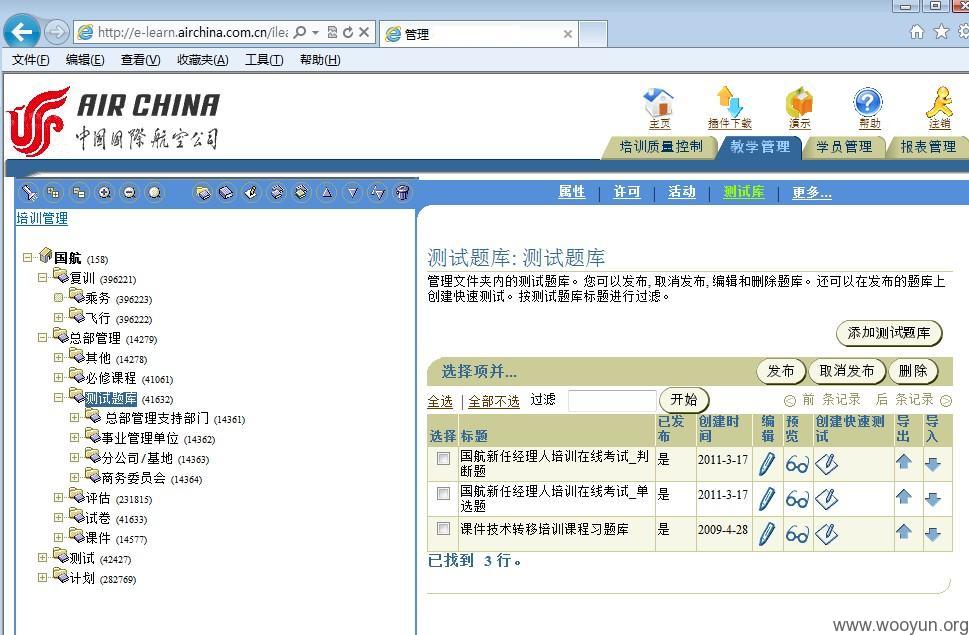 http://e-learn.airchina.com.cn/ilea
管理
文件(F) 编辑(E) 查看(V) 收藏夹(A) 工具(T) 帮助(H)
AIR CHINA
中国国际航空公司
主页 插件下载 演示 帮助 注销
培训质量控制 教学管理 学员管理 报表管理
属性 | 许可 | 活动 | 测试库 | 更多...
培训管理
国航 (158)
复训 (396221)
乘务 (396223)
飞行 (396222)
总部管理 (14279)
其他 (14278)
必修课程 (41061)
测试题库 (41632)
总部管理支持部门 (14361)
事业管理单位 (14362)
分公司/基地 (14363)
商务委员会 (14364)
评估 (231815)
试卷 (41633)
课件 (14577)
测试 (42427)
计划 (282769)
测试题库: 测试题库
管理文件夹内的测试题库。您可以发布, 取消发布, 编辑和删除题库。还可以在发布的题库上
创建快速测试。按测试题库标题进行过滤。
添加测试题库
选择项并... 发布 取消发布 删除
全选 | 全部不选 过滤 开始 前 条记录 后 条记录
选择 标题 已发布 创建时间 编辑 预览 创建快速测试 导出 导入
国航新任经理人培训在线考试_判 是 2011-3-17
断题
国航新任经理人培训在线考试_单 是 2011-3-17
选题
课件技术转移培训课程习题库 是 2009-4-28
已找到 3 行。
www.wooyun.org